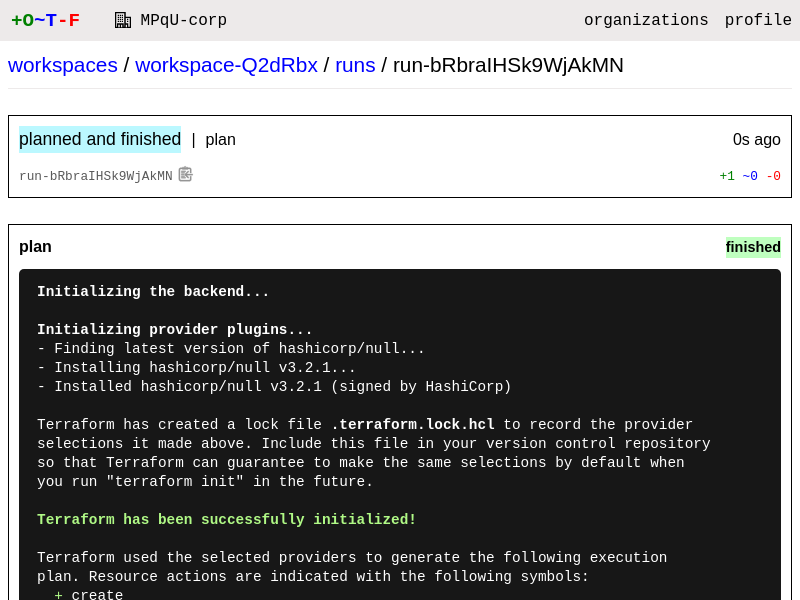 +O~T-F MPqU-corp organizations profile
workspaces / workspace-Q2dRbx / runs / run-bRbraIHSk9WjAkMN
planned and finished | plan 0s ago
run-bRbraIHSk9WjAkMN +1 ~0 -0
plan finished
Initializing the backend...
Initializing provider plugins...
- Finding latest version of hashicorp/null...
- Installing hashicorp/null v3.2.1...
- Installed hashicorp/null v3.2.1 (signed by HashiCorp)
Terraform has created a lock file .terraform.lock.hcl to record the provider
selections it made above. Include this file in your version control repository
so that Terraform can guarantee to make the same selections by default when
you run "terraform init" in the future.
Terraform has been successfully initialized!
Terraform used the selected providers to generate the following execution
plan. Resource actions are indicated with the following symbols:
+ create